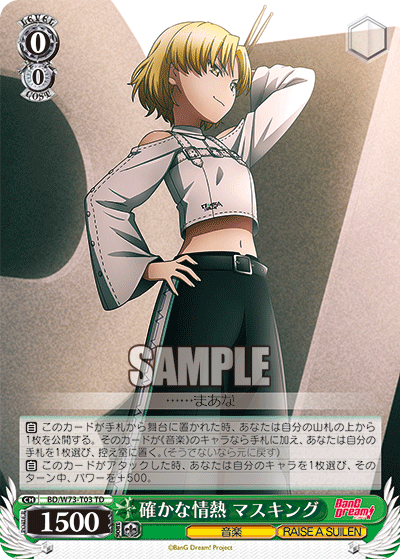 LEVEL
0
0
COST
SAMPLE
……まあな
【自】 このカードが手札から舞台に置かれた時、あなたは自分の山札の上から
1枚を公開する。そのカードが《音楽》のキャラなら手札に加え、あなたは自分の手札を
1枚選び、控え室に置く。（そうでないなら元に戻す）
【自】 このカードがアタックした時、あなたは自分のキャラを1枚選び、そ
のターン中、パワーを＋500。
CH
BD/W73-T03 TD
1500
確かな情熱 マスキング
BanG Dream!
音楽
RAISE A SUILEN
©BanG Dream! Project